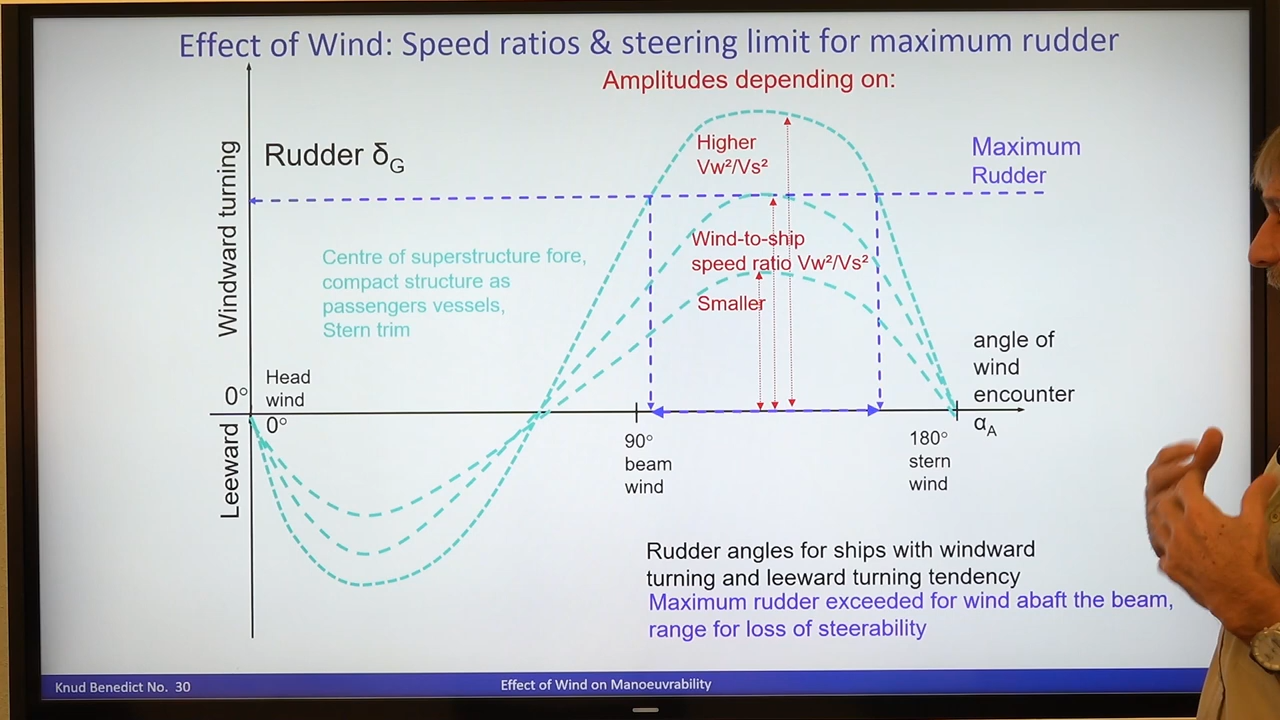 Effect of Wind: Speed ratios & steering limit for maximum rudder
Amplitudes depending on:
Windward turning
Rudder δG
Higher
Vw²/Vs²
Maximum
Rudder
Centre of superstructure fore,
compact structure as
passengers vessels,
Stern trim
Wind-to-ship
speed ratio Vw²/Vs²
Smaller
angle of
wind
encounter
αA
0°
Head
wind
0°
Leeward
90°
beam
wind
180°
stern
wind
Rudder angles for ships with windward
turning and leeward turning tendency
Maximum rudder exceeded for wind abaft the beam,
range for loss of steerability
Knud Benedict No. 30
Effect of Wind on Manoeuvrability